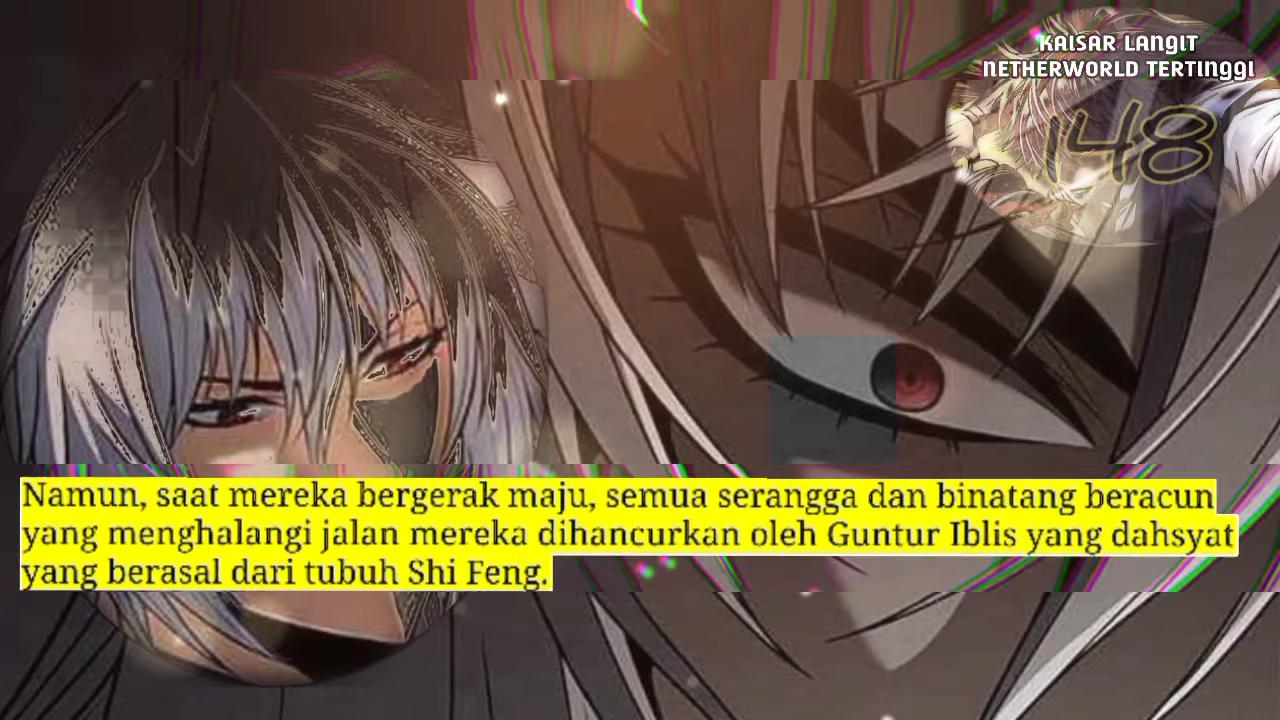 KAISAR LANGIT
NETHERWORLD TERTINGGI
148
Namun, saat mereka bergerak maju, semua serangga dan binatang beracun
yang menghalangi jalan mereka dihancurkan oleh Guntur Iblis yang dahsyat
yang berasal dari tubuh Shi Feng.